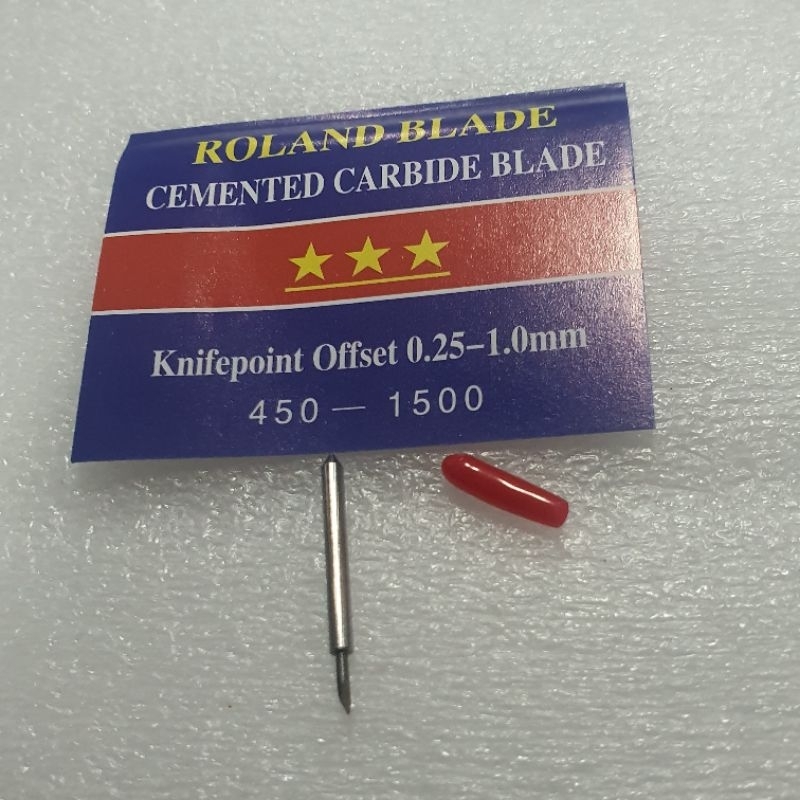 ROLAND BLADE
CEMENTED CARBIDE BLADE
Knifepoint Offset 0.25-1.0mm
450 — 1500